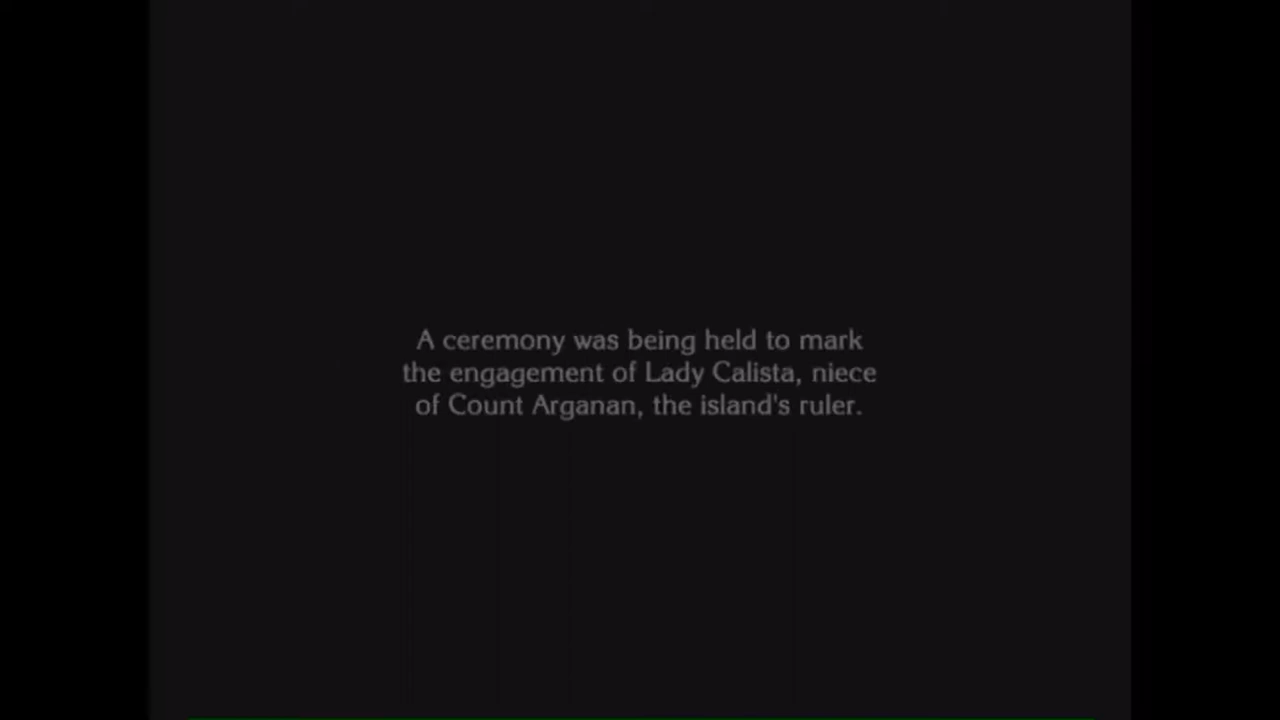 A ceremony was being held to mark
the engagement of Lady Calista, niece
of Count Arganan, the island's ruler.